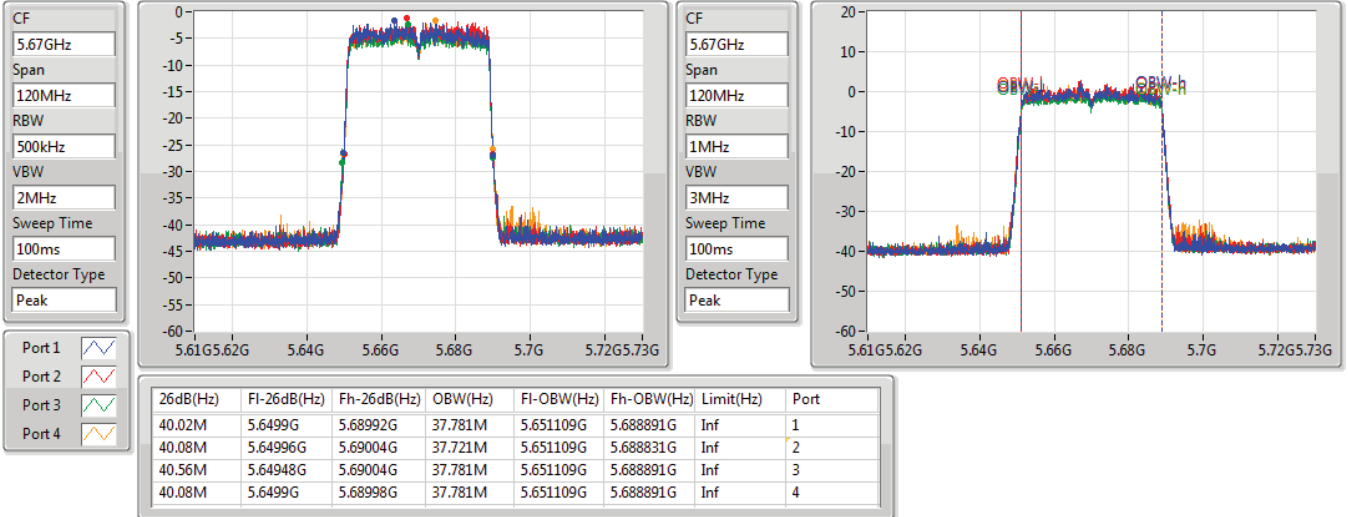 CF
5.67GHz
Span
120MHz
RBW
500kHz
VBW
2MHz
Sweep Time
100ms
Detector Type
Peak
Port 1
Port 2
Port 3
Port 4
0
-5
-10
-15
-20
-25
-30
-35
-40
-45
-50
-55
-60
5.61G 5.62G 5.64G 5.66G 5.68G 5.7G 5.72G 5.73G
CF
5.67GHz
Span
120MHz
RBW
1MHz
VBW
3MHz
Sweep Time
100ms
Detector Type
Peak
20
10
0
-10
-20
-30
-40
-50
-60
OBW-l OBW-h
5.61G 5.62G 5.64G 5.66G 5.68G 5.7G 5.72G 5.73G
26dB(Hz) Fl-26dB(Hz) Fh-26dB(Hz) OBW(Hz) Fl-OBW(Hz) Fh-OBW(Hz) Limit(Hz) Port
40.02M 5.6499G 5.68992G 37.781M 5.651109G 5.688891G Inf 1
40.08M 5.64996G 5.69004G 37.721M 5.651109G 5.688831G Inf 2
40.56M 5.64948G 5.69004G 37.781M 5.651109G 5.688891G Inf 3
40.08M 5.6499G 5.68998G 37.781M 5.651109G 5.688891G Inf 4